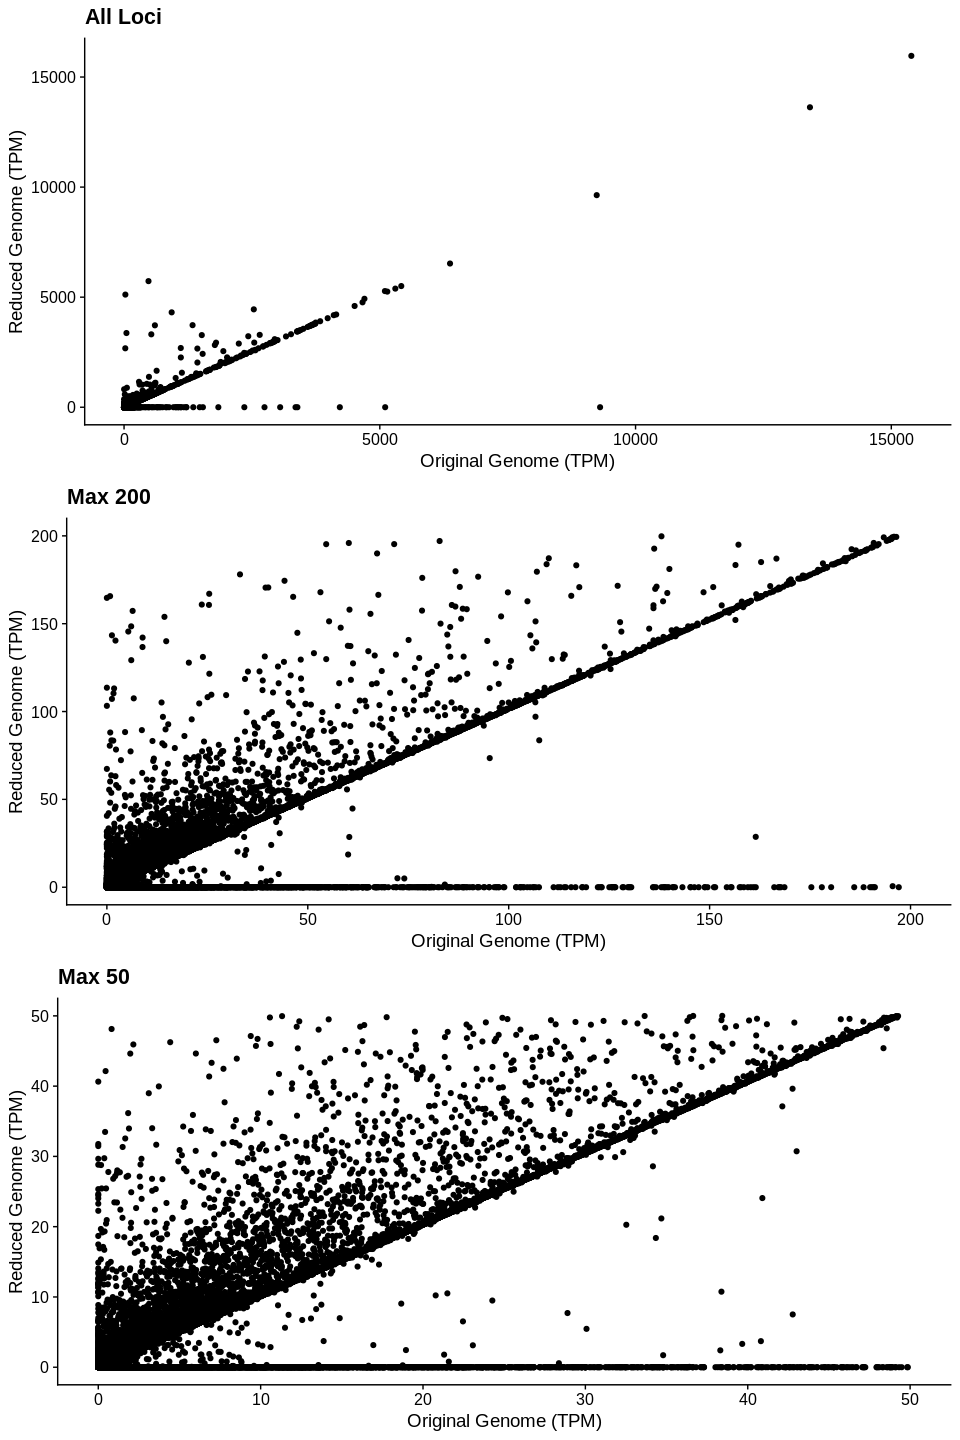 All Loci
Reduced Genome (TPM)
15000
10000
5000
0
0 5000 10000 15000
Original Genome (TPM)
Max 200
Reduced Genome (TPM)
200
150
100
50
0
0 50 100 150 200
Original Genome (TPM)
Max 50
Reduced Genome (TPM)
50
40
30
20
10
0
0 10 20 30 40 50
Original Genome (TPM)